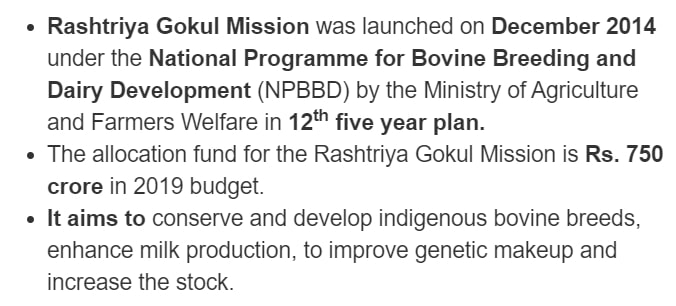 • Rashtriya Gokul Mission was launched on December 2014
under the National Programme for Bovine Breeding and
Dairy Development (NPBBD) by the Ministry of Agriculture
and Farmers Welfare in 12th five year plan.
• The allocation fund for the Rashtriya Gokul Mission is Rs. 750
crore in 2019 budget.
• It aims to conserve and develop indigenous bovine breeds,
enhance milk production, to improve genetic makeup and
increase the stock.